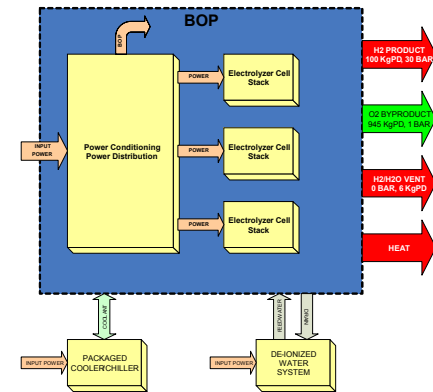 BOP
BOP
H2 PRODUCT
100 KgPD, 30 BAR
POWER
Electrolyzer Cell
Stack
O2 BYPRODUCT
945 KgPD, 1 BAR
INPUT
POWER
Power Conditioning
Power Distribution
POWER
Electrolyzer Cell
Stack
H2/H2O VENT
0 BAR, 6 KgPD
POWER
Electrolyzer Cell
Stack
HEAT
COOLANT
FEEDWATER
DRAIN
INPUT POWER
PACKAGED
COOLER/CHILLER
INPUT POWER
DE-IONIZED
WATER
SYSTEM